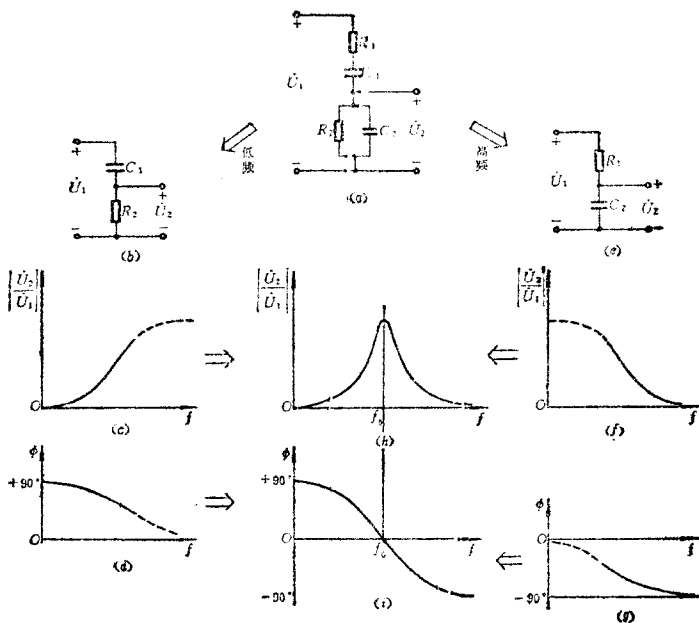 + R₁ C₁
U̇₁ +
R₂ C₂ U̇₂
− −
(a)
低频
高频
+ C₁
U̇₁ + R₂ U̇₂
− −
(b)
+ R₁
U̇₁ + C₂ U̇₂
− −
(e)
|U̇₂/U̇₁|
O f
(c)
|U̇₂/U̇₁|
O f₀ f
(h)
|U̇₂/U̇₁|
O f
(f)
φ
+90°
O f
(d)
φ
+90°
O f₀ f
−90°
(i)
φ
O f
−90°
(g)